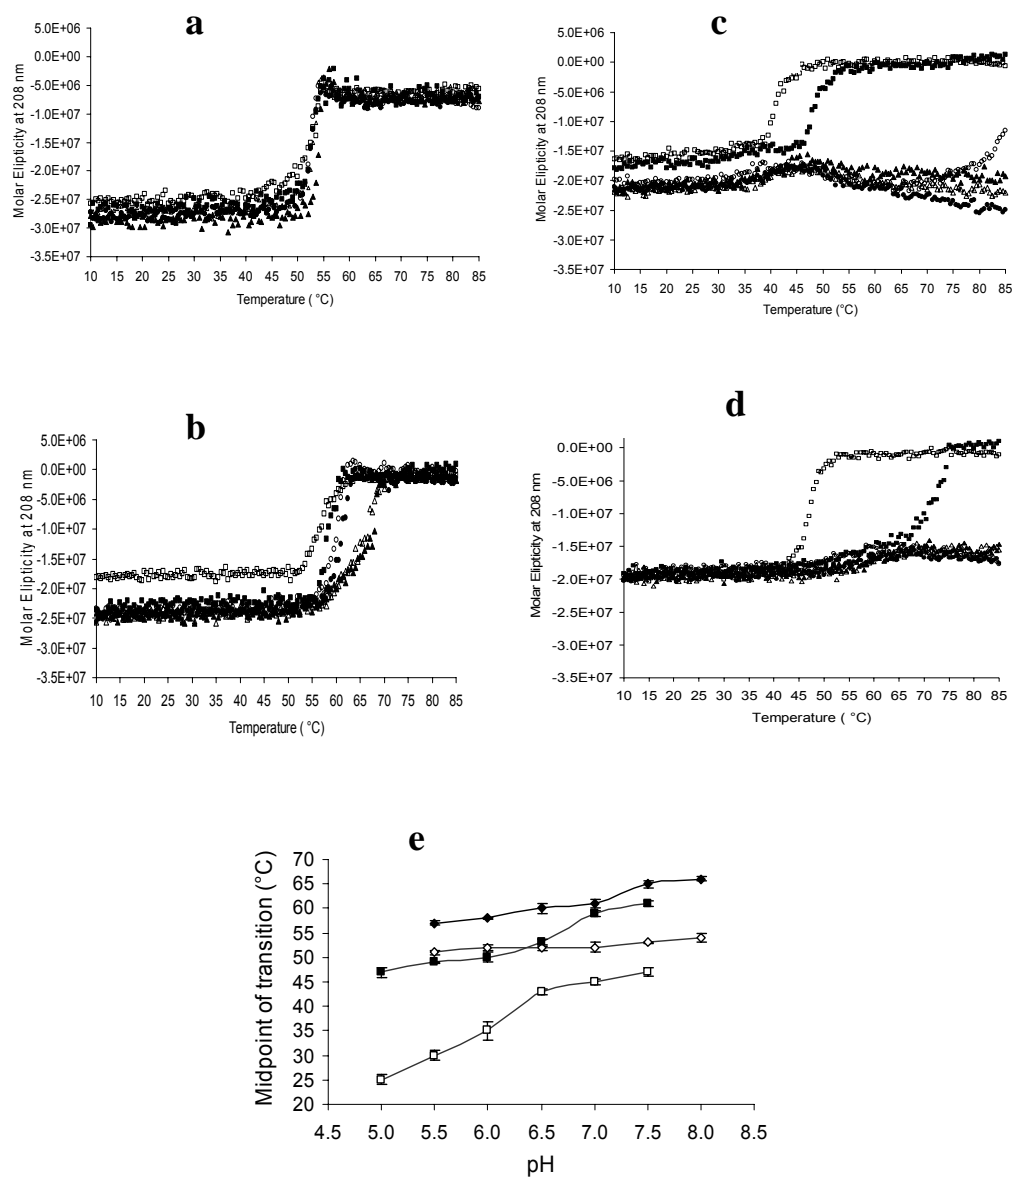 a
5.0E+06
0.0E+00
-5.0E+06
-1.0E+07
-1.5E+07
-2.0E+07
-2.5E+07
-3.0E+07
-3.5E+07
Molar Elipticity at 208 nm
10 15 20 25 30 35 40 45 50 55 60 65 70 75 80 85
Temperature ( °C)
c
5.0E+06
0.0E+00
-5.0E+06
-1.0E+07
-1.5E+07
-2.0E+07
-2.5E+07
-3.0E+07
-3.5E+07
Molar Elipticity at 208 nm
10 15 20 25 30 35 40 45 50 55 60 65 70 75 80 85
Temperature (°C)
b
5.0E+06
0.0E+00
-5.0E+06
-1.0E+07
-1.5E+07
-2.0E+07
-2.5E+07
-3.0E+07
-3.5E+07
Molar Elipticity at 208 nm
10 15 20 25 30 35 40 45 50 55 60 65 70 75 80 85
Temperature ( °C)
d
0.0E+00
-5.0E+06
-1.0E+07
-1.5E+07
-2.0E+07
-2.5E+07
-3.0E+07
-3.5E+07
Molar Elipticity at 208 nm
10 15 20 25 30 35 40 45 50 55 60 65 70 75 80 85
Temperature ( °C)
e
70
65
60
55
50
45
40
35
30
25
20
Midpoint of transition (°C)
4.5 5.0 5.5 6.0 6.5 7.0 7.5 8.0 8.5
pH